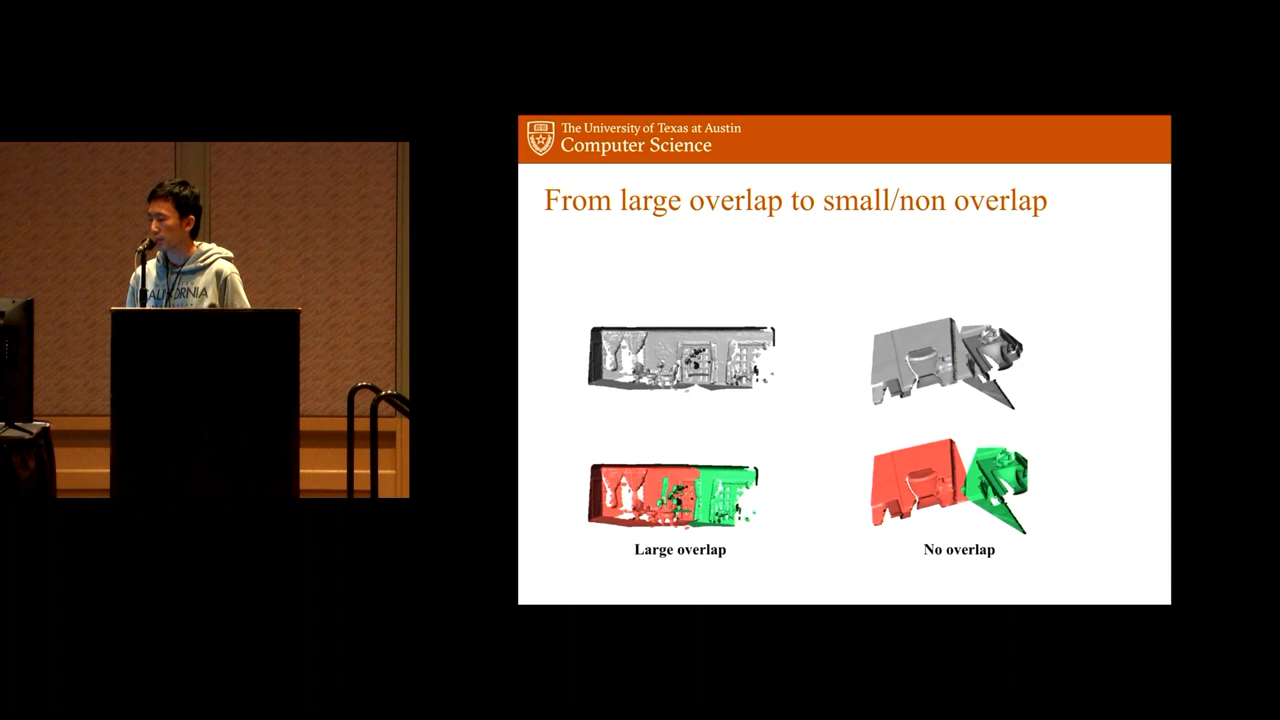 The University of Texas at Austin
Computer Science
From large overlap to small/non overlap
CALIFORNIA
Large overlap
No overlap